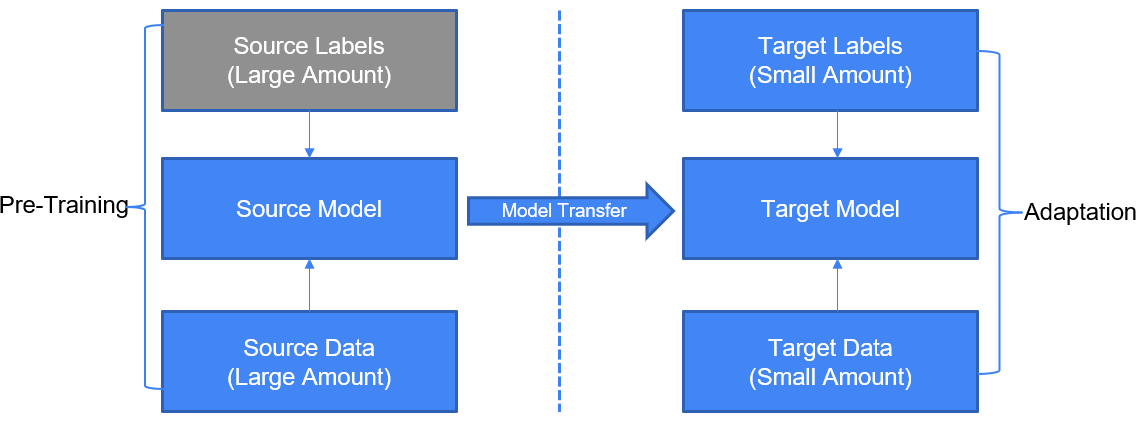 Source Labels
(Large Amount)
Target Labels
(Small Amount)
Pre-Training
Source Model
Model Transfer
Target Model
Adaptation
Source Data
(Large Amount)
Target Data
(Small Amount)